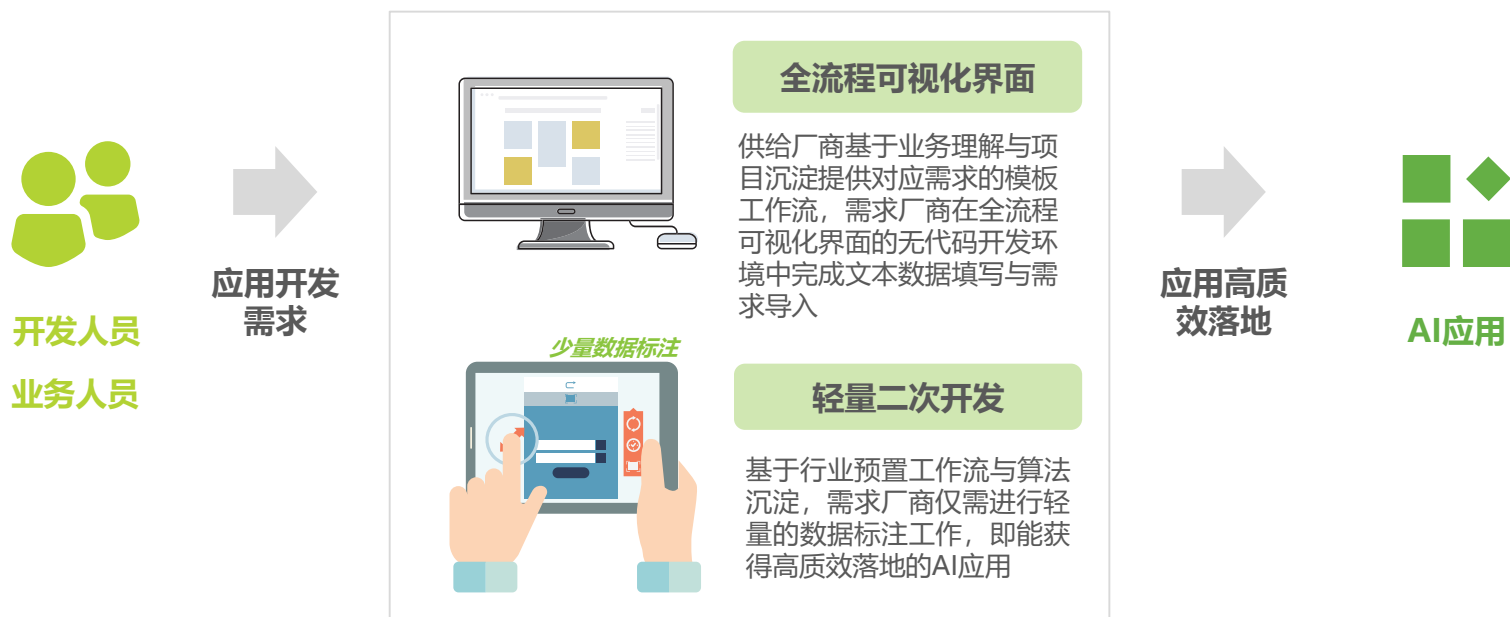 开发人员
业务人员
应用开发
需求
全流程可视化界面
供给厂商基于业务理解与项
目沉淀提供对应需求的模板
工作流，需求厂商在全流程
可视化界面的无代码开发环
境中完成文本数据填写与需
求导入
少量数据标注
轻量二次开发
基于行业预置工作流与算法
沉淀，需求厂商仅需进行轻
量的数据标注工作，即能获
得高质效落地的AI应用
应用高质
效落地
AI应用